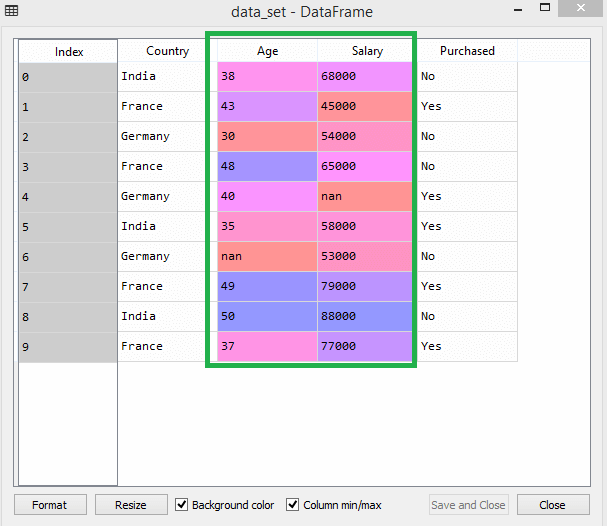 data_set - DataFrame
Index Country Age Salary Purchased
0 India 38 68000 No
1 France 43 45000 Yes
2 Germany 30 54000 No
3 France 48 65000 No
4 Germany 40 nan Yes
5 India 35 58000 Yes
6 Germany nan 53000 No
7 France 49 79000 Yes
8 India 50 88000 No
9 France 37 77000 Yes
Format Resize Background color Column min/max Save and Close Close